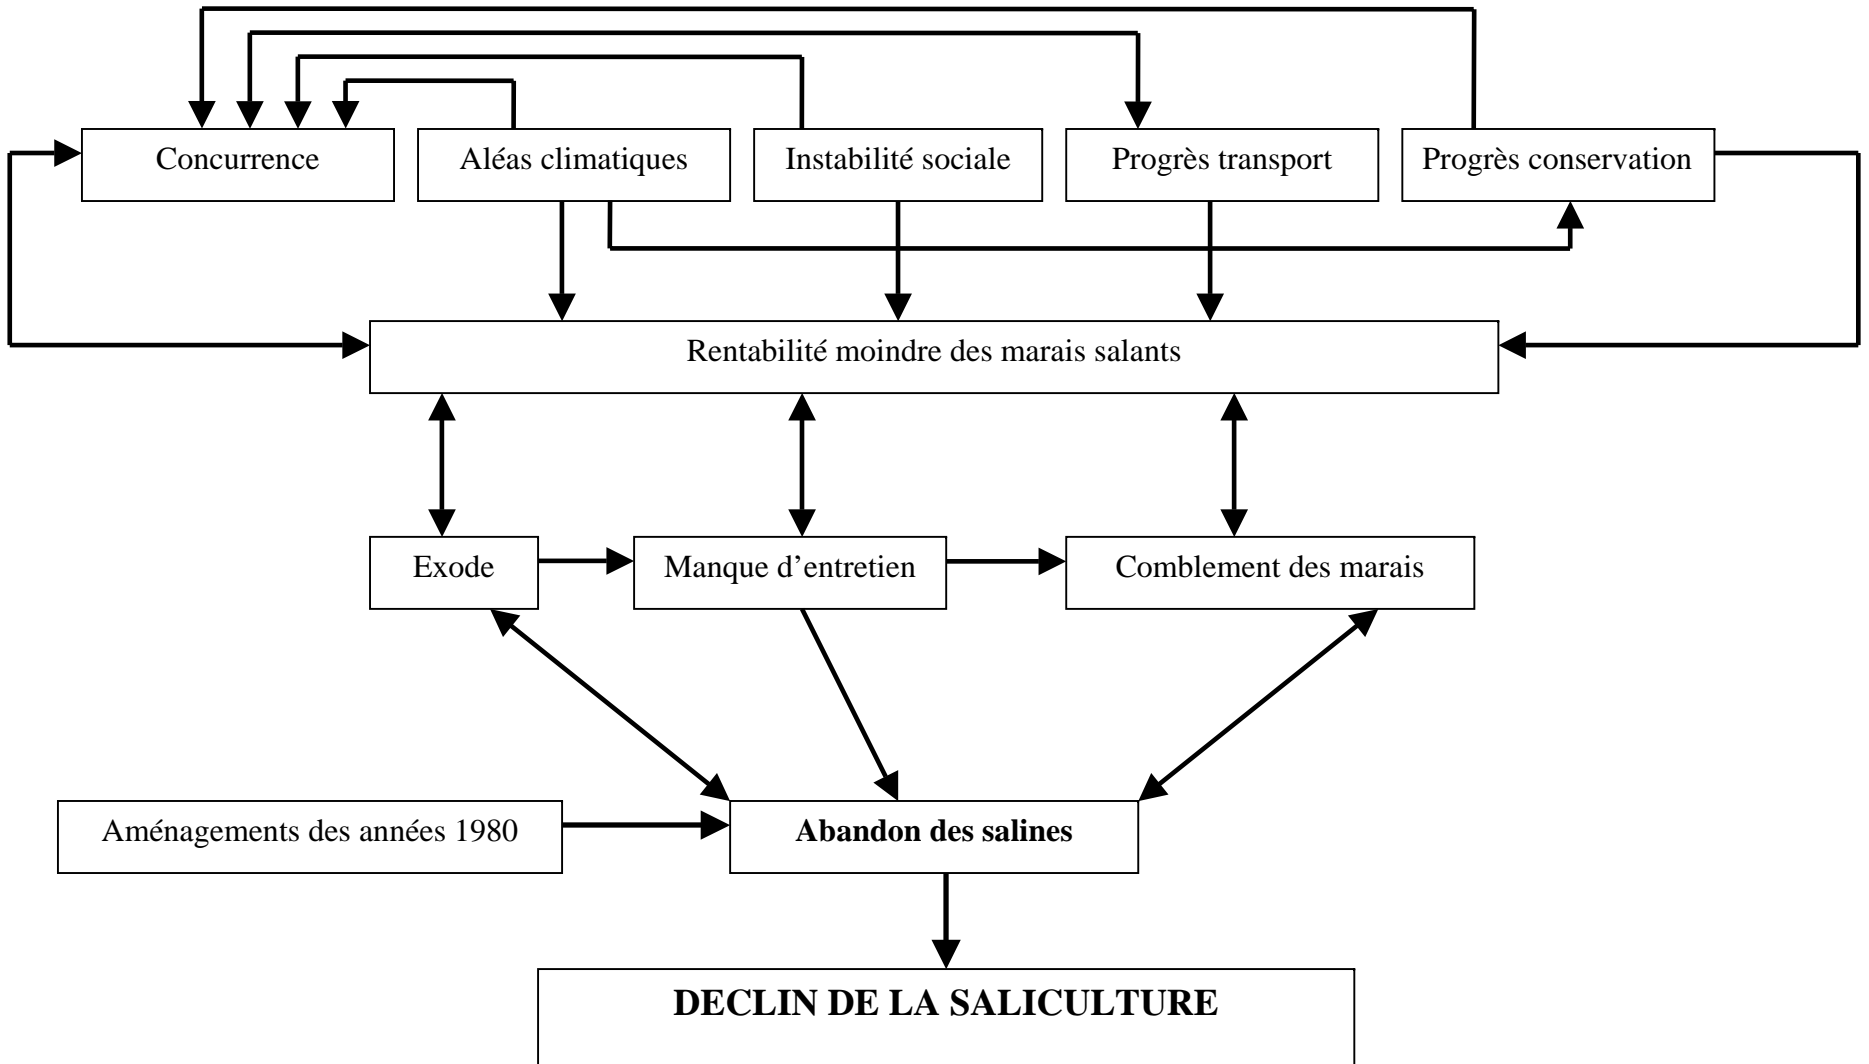 Concurrence
Aléas climatiques
Instabilité sociale
Progrès transport
Progrès conservation
Rentabilité moindre des marais salants
Exode
Manque d’entretien
Comblement des marais
Aménagements des années 1980
Abandon des salines
DECLIN DE LA SALICULTURE